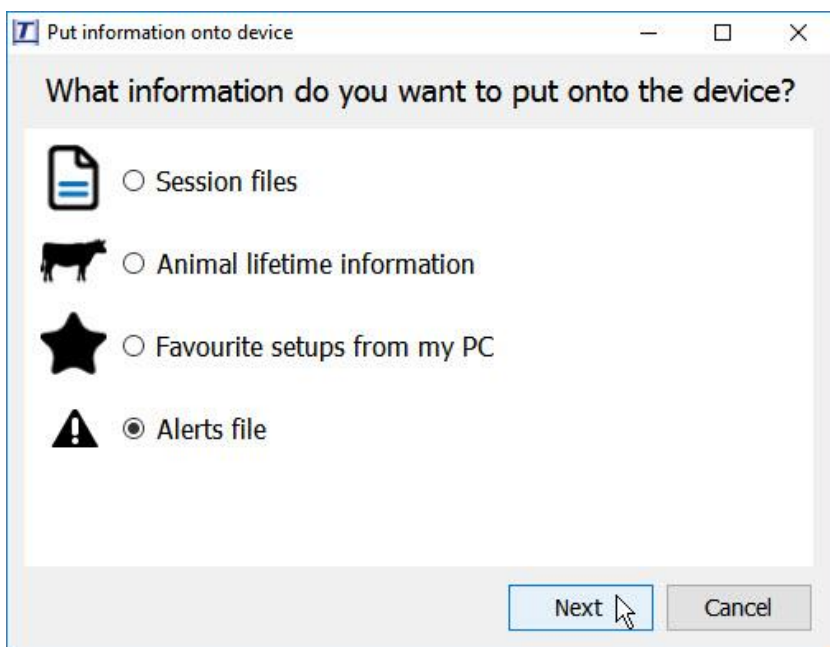 T Put information onto device
What information do you want to put onto the device?
Session files
Animal lifetime information
Favourite setups from my PC
Alerts file
Next Cancel